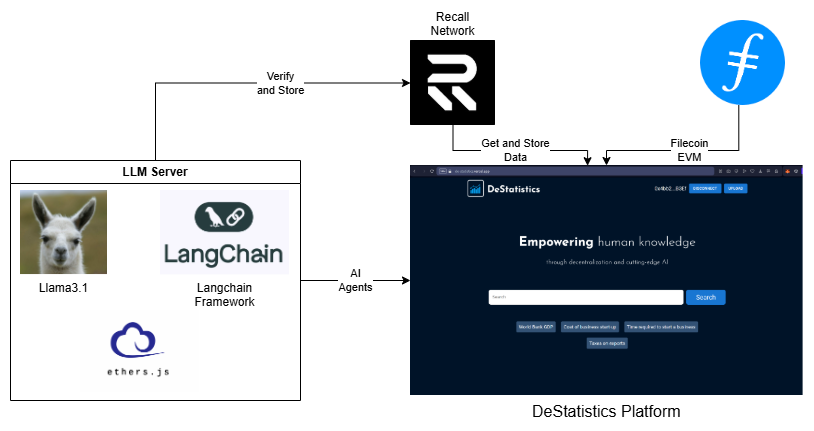 Recall
Network
Verify
and Store
Get and Store
Data
Filecoin
EVM
LLM Server
LangChain
Llama3.1
Langchain
Framework
ethers.js
AI
Agents
DeStatistics
DISCONNECT
UPLOAD
Empowering human knowledge
through decentralization and cutting-edge AI
Search
Search
World Bank GDP
Cost of business start-up
Time required to start a business
Taxes on exports
DeStatistics Platform